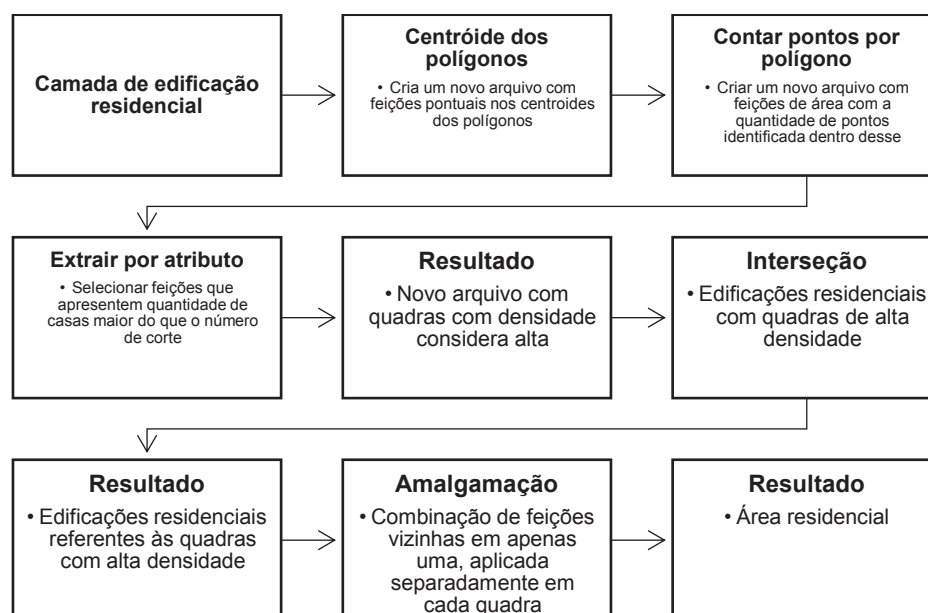 Camada de edificação
residencial
Centróide dos
polígonos
• Cria um novo arquivo com
feições pontuais nos centroides
dos polígonos
Contar pontos por
polígono
• Criar um novo arquivo com
feições de área com a
quantidade de pontos
identificada dentro desse
Extrair por atributo
• Selecionar feições que
apresentem quantidade de
casas maior do que o número
de corte
Resultado
• Novo arquivo com
quadras com densidade
considera alta
Interseção
• Edificações residenciais
com quadras de alta
densidade
Resultado
• Edificações residenciais
referentes às quadras
com alta densidade
Amalgamação
• Combinação de feições
vizinhas em apenas
uma, aplicada
separadamente em
cada quadra
Resultado
• Área residencial